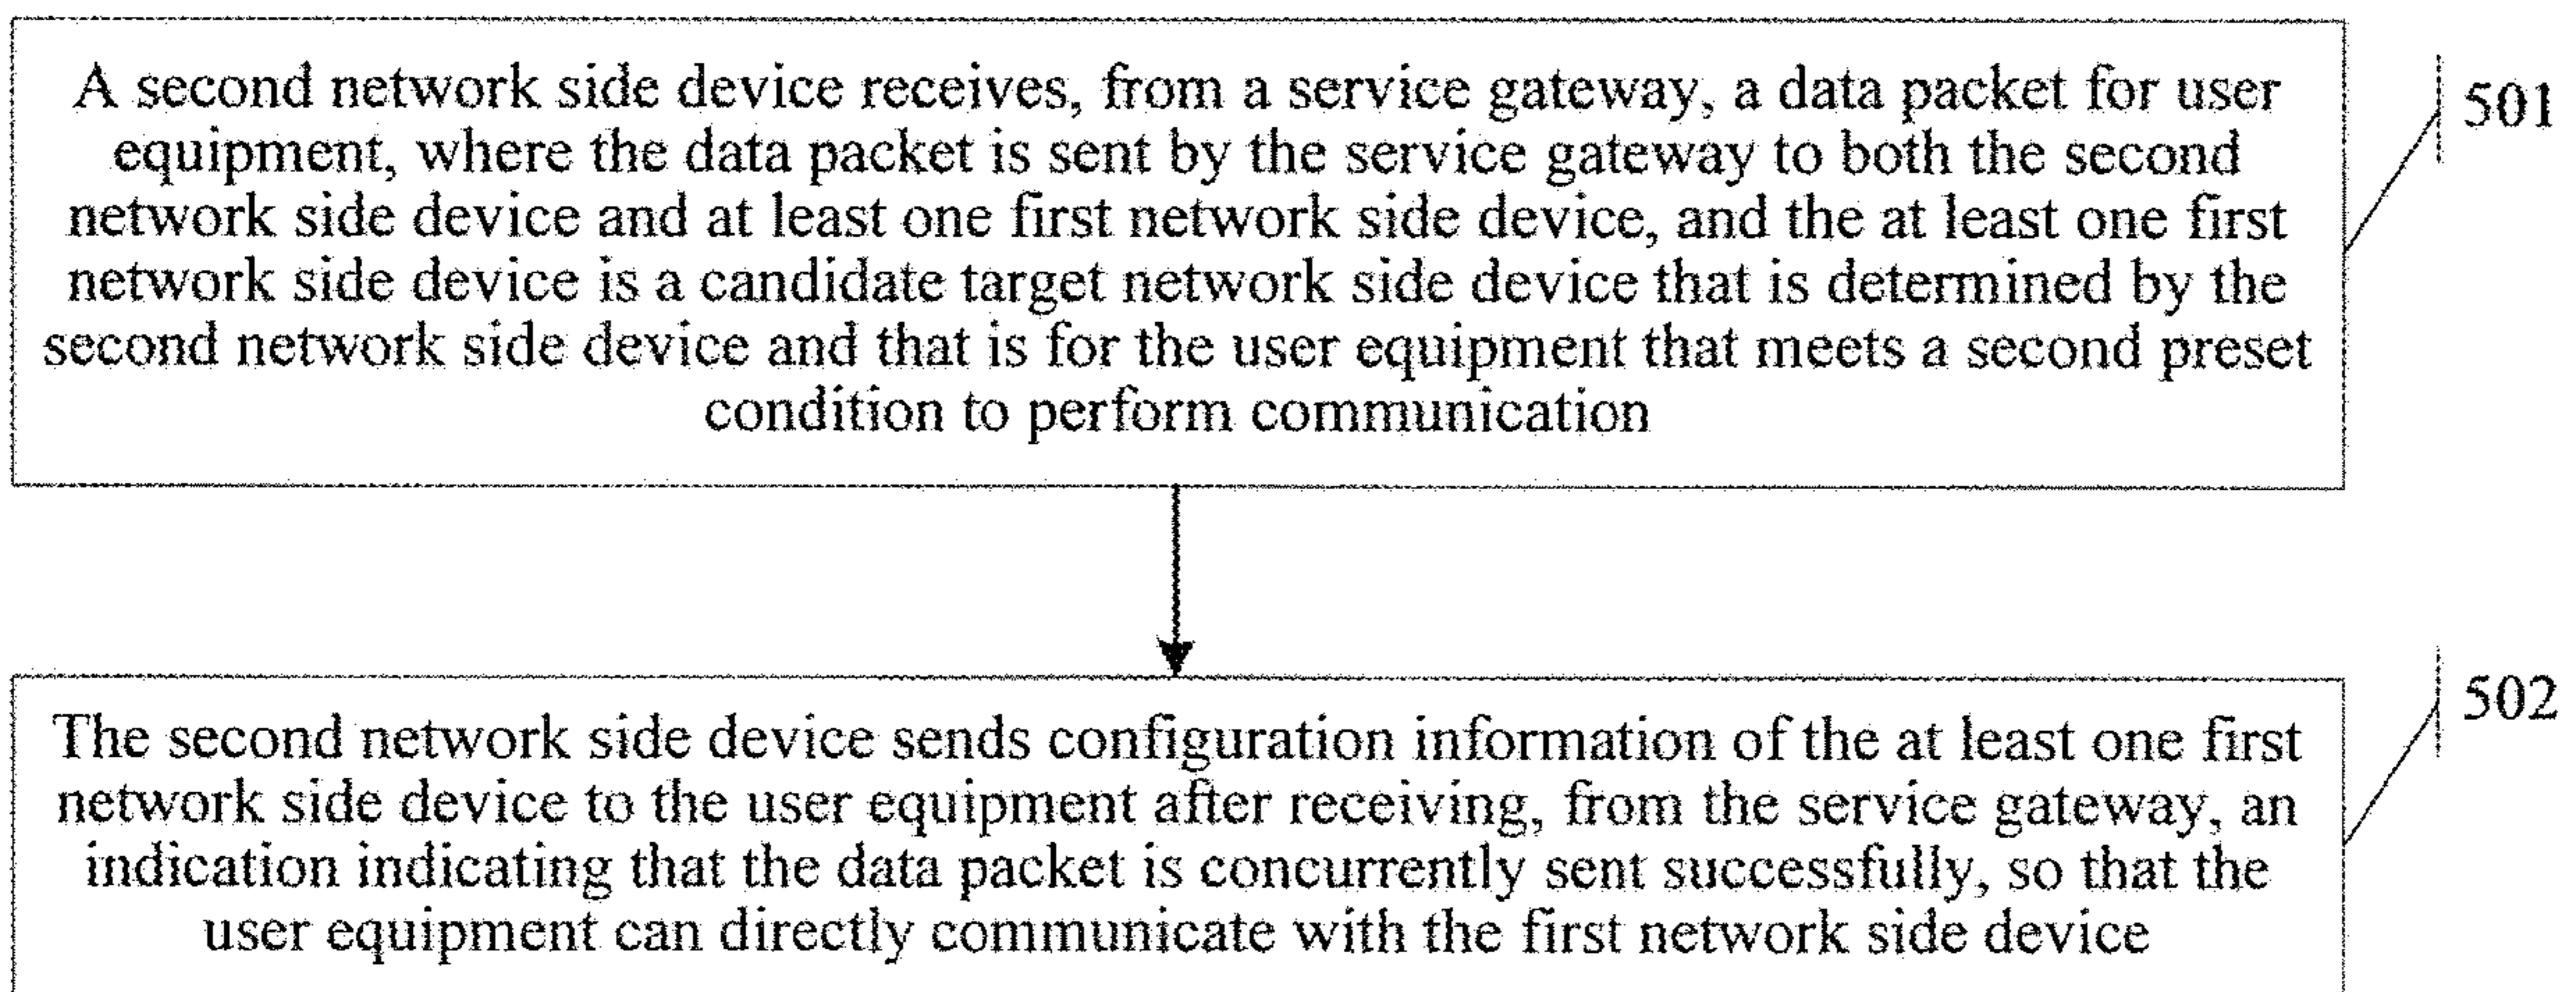 A second network side device receives, from a service gateway, a data packet for user
equipment, where the data packet is sent by the service gateway to both the second
network side device and at least one first network side device, and the at least one first
network side device is a candidate target network side device that is determined by the
second network side device and that is for the user equipment that meets a second preset
condition to perform communication
501
The second network side device sends configuration information of the at least one first
network side device to the user equipment after receiving, from the service gateway, an
indication indicating that the data packet is concurrently sent successfully, so that the
user equipment can directly communicate with the first network side device
502